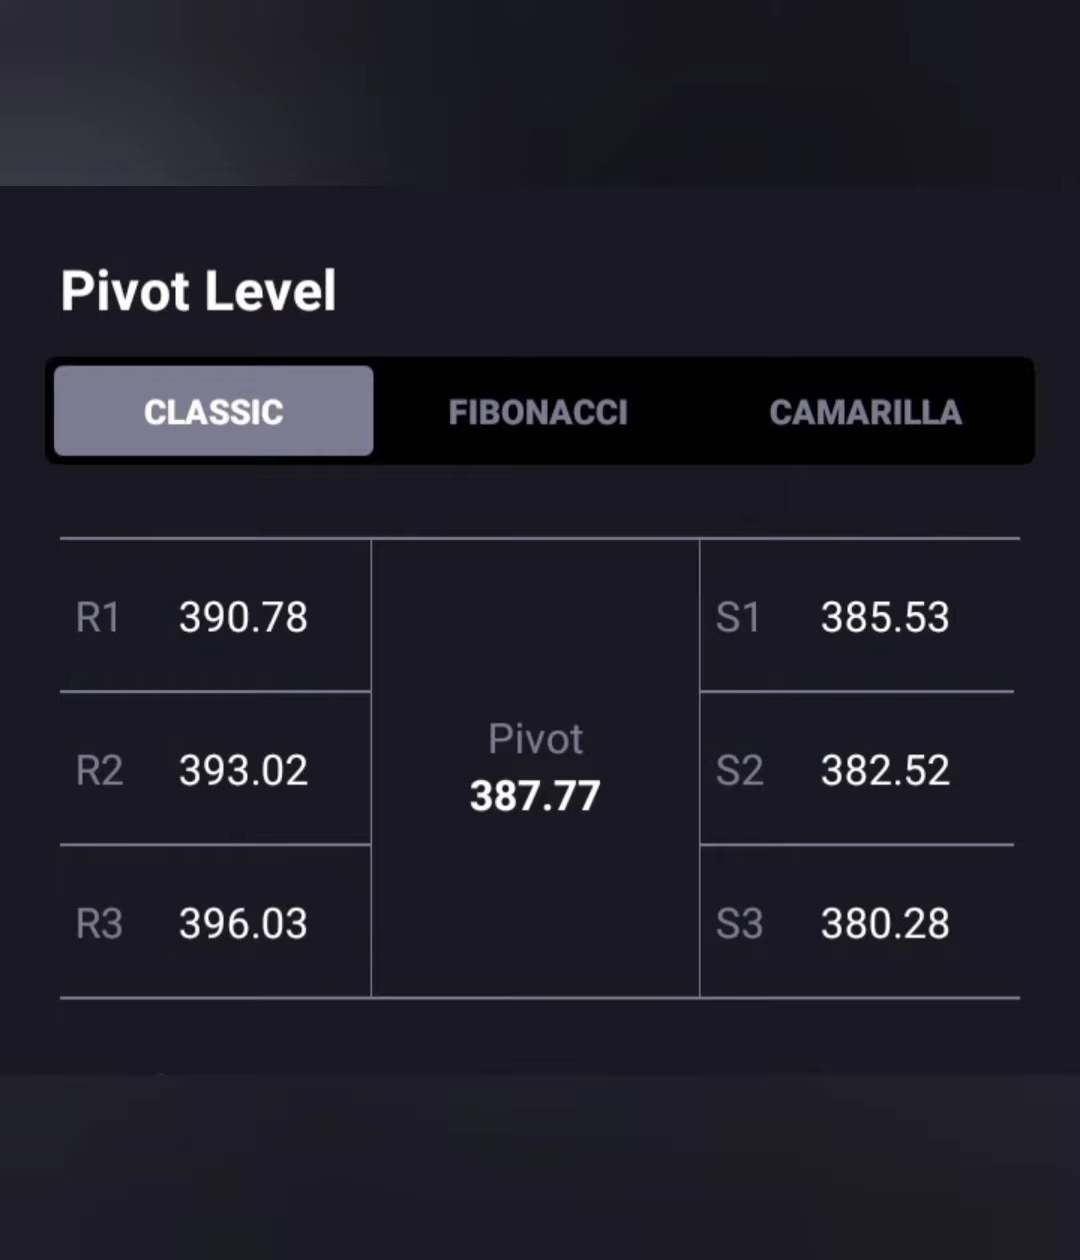 Pivot Level
CLASSIC FIBONACCI CAMARILLA
R1 390.78 S1 385.53
Pivot
R2 393.02 S2 382.52
387.77
R3 396.03 S3 380.28